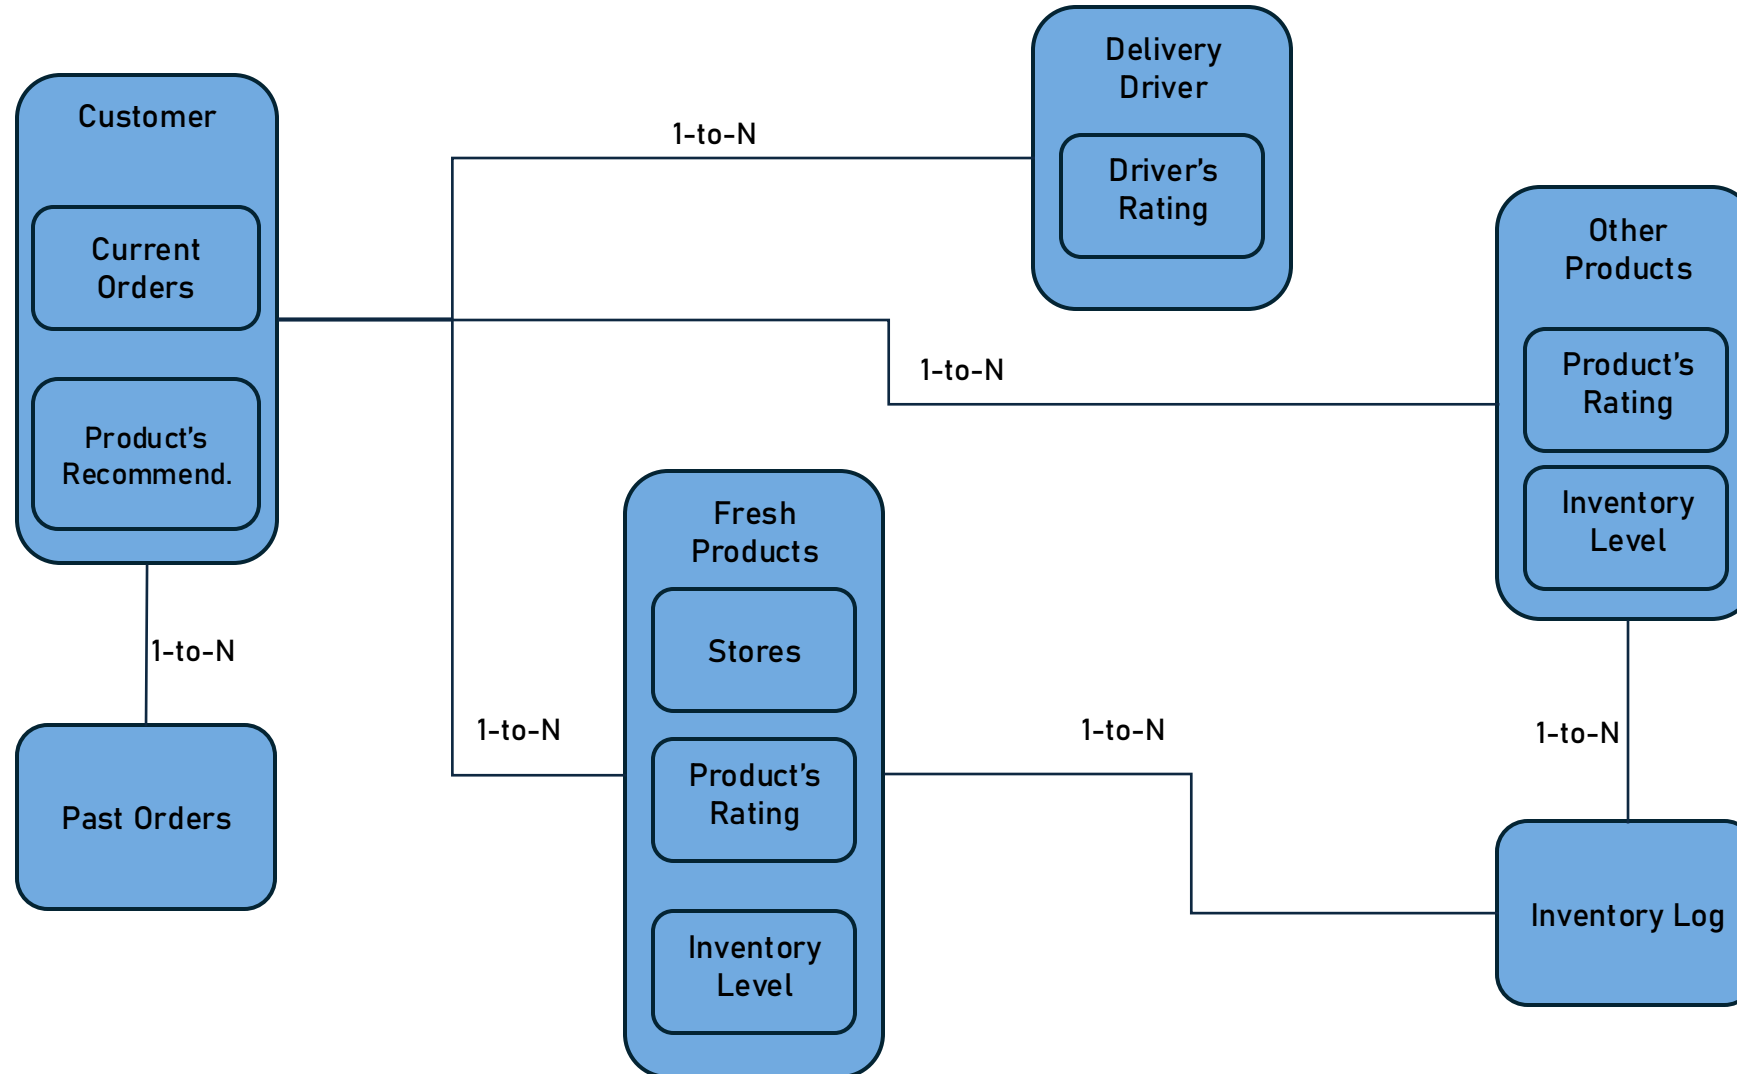 Customer
Current
Orders
Product's
Recommend.
1-to-N
Past Orders
1-to-N
Delivery
Driver
Driver's
Rating
1-to-N
Other
Products
Product's
Rating
Inventory
Level
1-to-N
Fresh
Products
Stores
Product's
Rating
Inventory
Level
1-to-N
1-to-N
Inventory Log